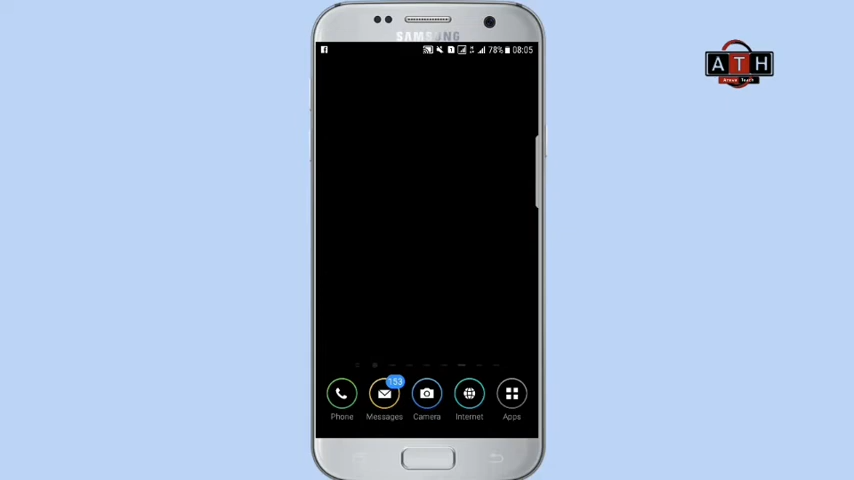 SAMSUNG
78% 08:05
ATH
153
Phone Messages Camera Internet Apps